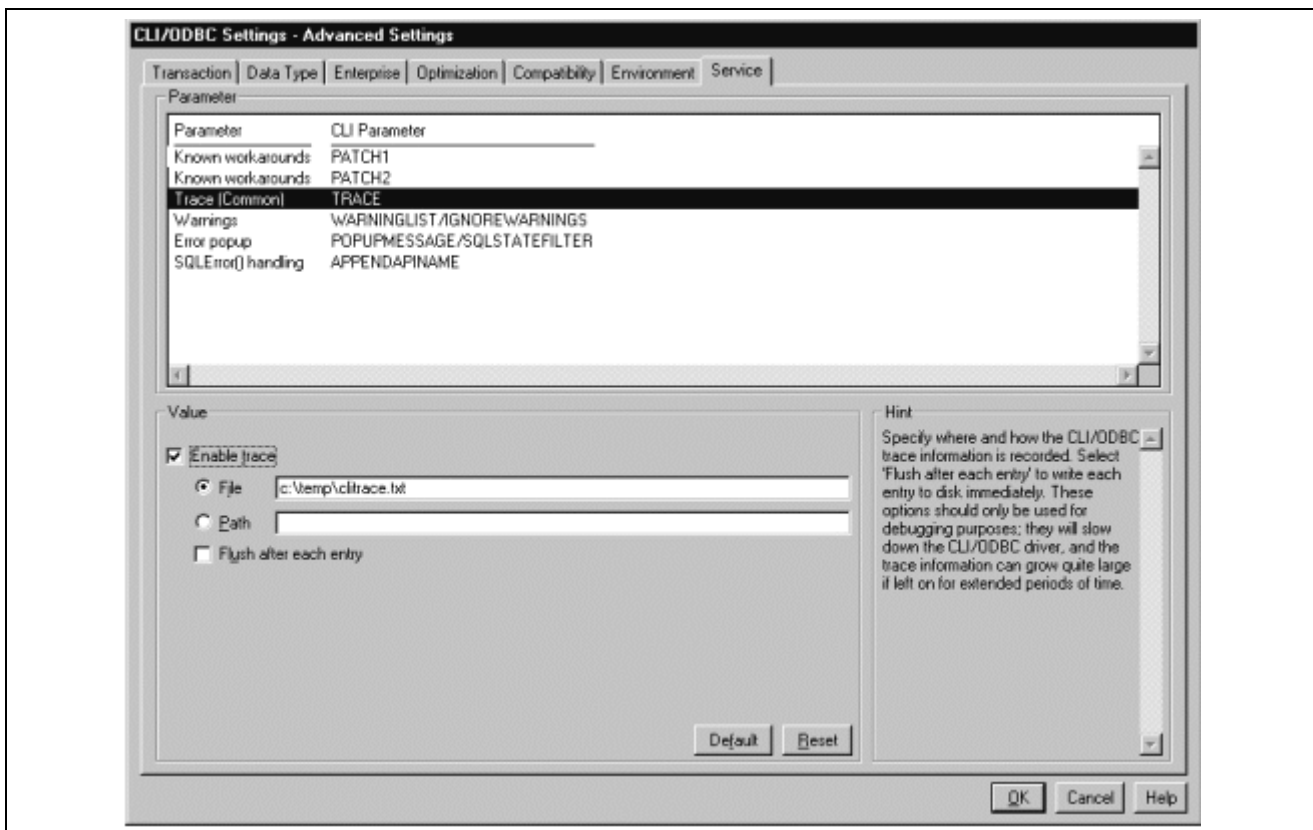 CLI/ODBC Settings - Advanced Settings
Transaction Data Type Enterprise Optimization Compatibility Environment Service
Parameter
Parameter CLI Parameter
Known workarounds PATCH1
Known workarounds PATCH2
Trace (Common) TRACE
Warnings WARNINGLIST/IGNOREWARNINGS
Error popup POPUPMESSAGE/SQLSTATEFILTER
SQLError() handling APPENDAPINAME
Value
Enable trace
File c:\temp\clitrace.txt
Path
Flush after each entry
Default Reset
Hint
Specify where and how the CLI/ODBC
trace information is recorded. Select
'Flush after each entry' to write each
entry to disk immediately. These
options should only be used for
debugging purposes; they will slow
down the CLI/ODBC driver, and the
trace information can grow quite large
if left on for extended periods of time.
OK Cancel Help